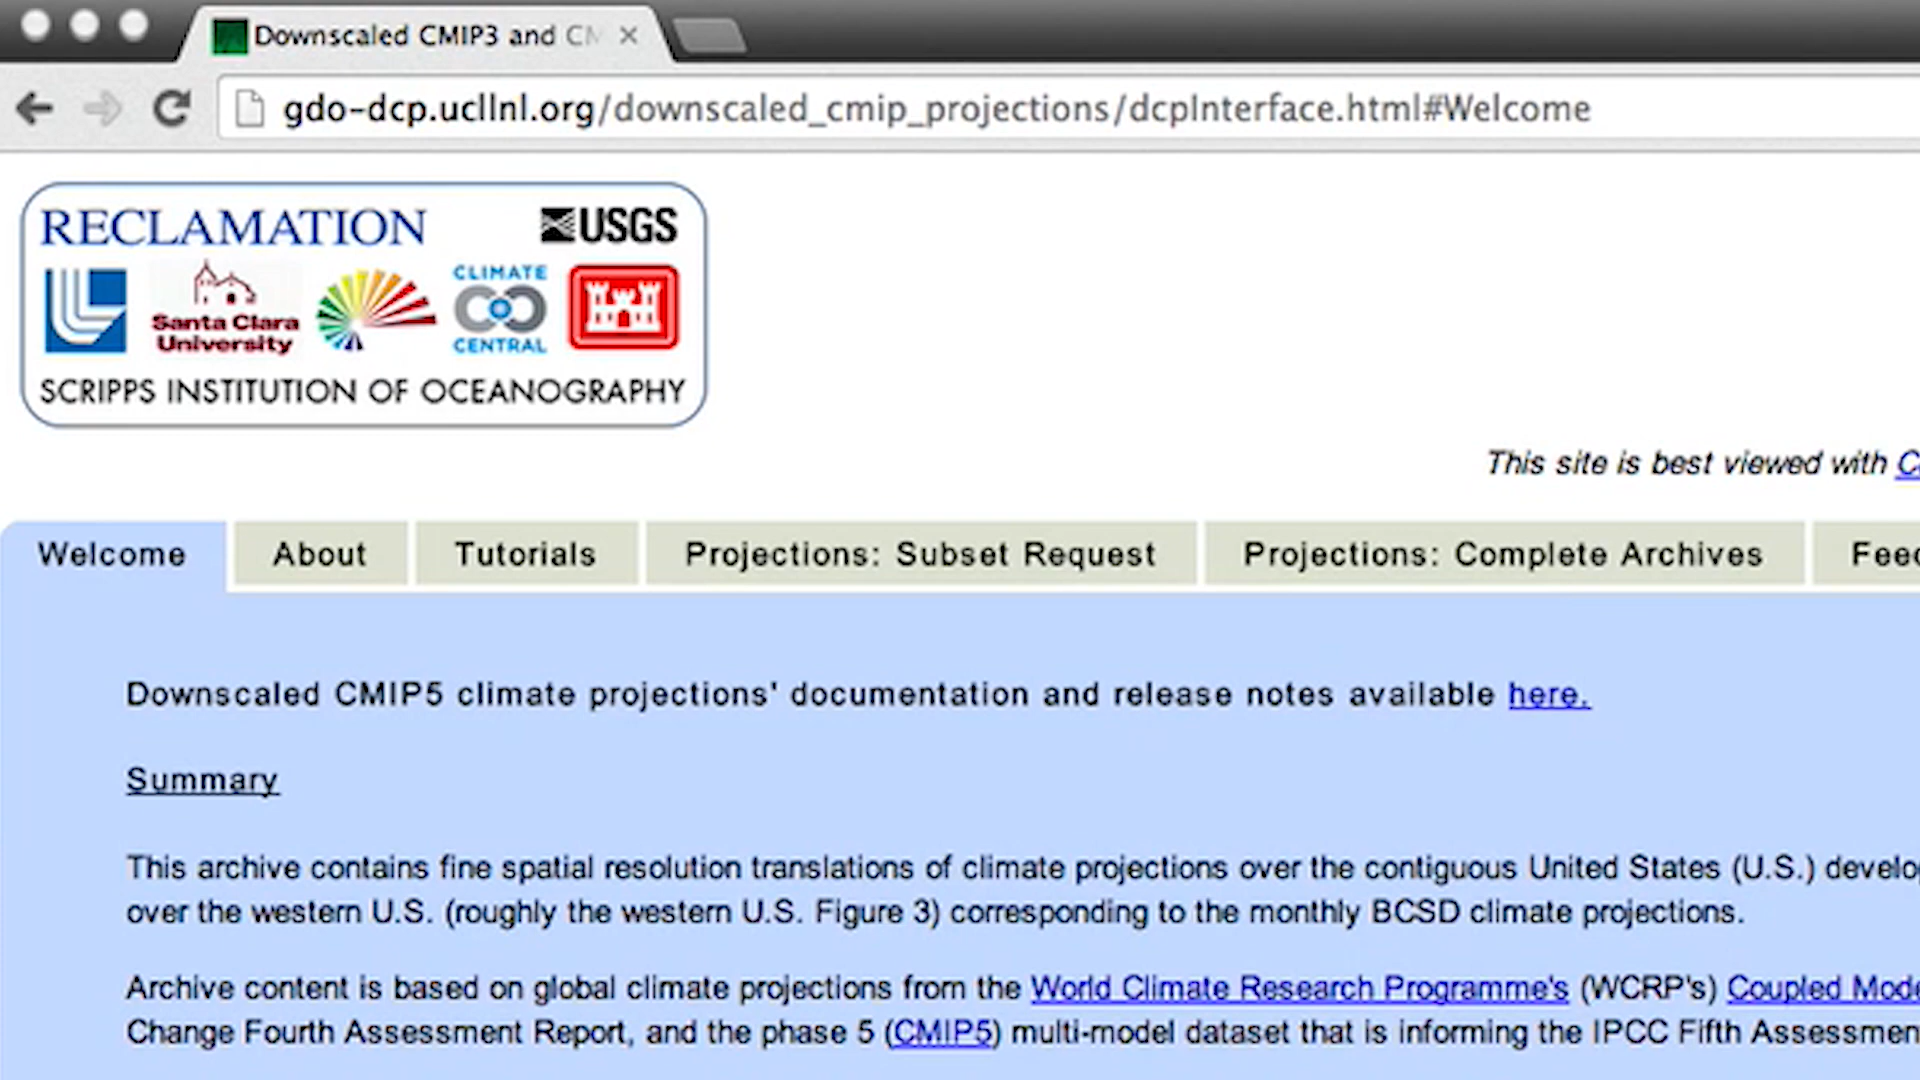 Downscaled CMIP3 and CM
gdo-dcp.ucllnl.org/downscaled_cmip_projections/dcpInterface.html#Welcome
RECLAMATION USGS
CLIMATE
Santa Clara
University
CENTRAL
SCRIPPS INSTITUTION OF OCEANOGRAPHY
This site is best viewed with C
Welcome About Tutorials Projections: Subset Request Projections: Complete Archives Feed
Downscaled CMIP5 climate projections' documentation and release notes available here.
Summary
This archive contains fine spatial resolution translations of climate projections over the contiguous United States (U.S.) develo
over the western U.S. (roughly the western U.S. Figure 3) corresponding to the monthly BCSD climate projections.
Archive content is based on global climate projections from the World Climate Research Programme's (WCRP's) Coupled Mode
Change Fourth Assessment Report, and the phase 5 (CMIP5) multi-model dataset that is informing the IPCC Fifth Assessmen